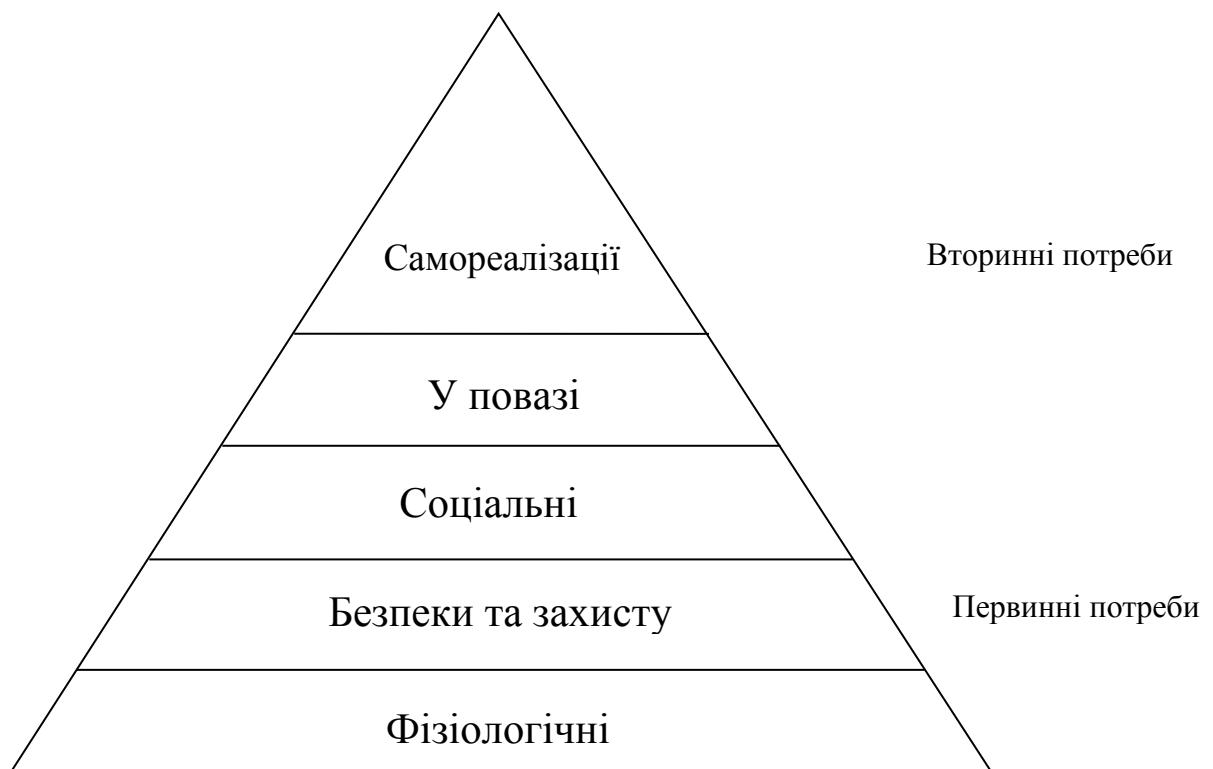 Самореалізації
Вторинні потреби
У повазі
Соціальні
Безпеки та захисту
Первинні потреби
Фізіологічні